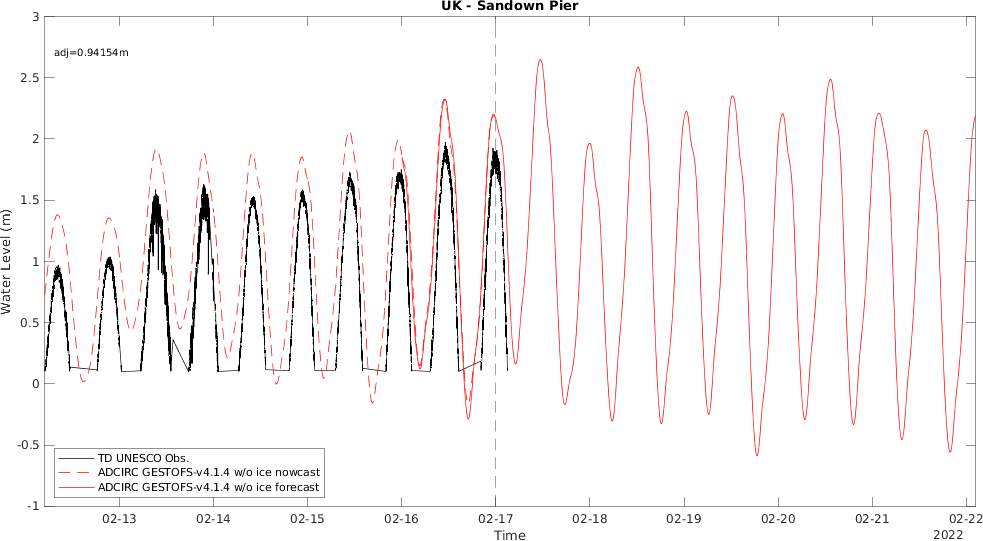 UK - Sandown Pier
adj=0.94154m
3
2.5
2
1.5
1
0.5
0
-0.5
-1
Water Level (m)
TD UNESCO Obs.
ADCIRC GESTOFS-v4.1.4 w/o ice nowcast
ADCIRC GESTOFS-v4.1.4 w/o ice forecast
02-13 02-14 02-15 02-16 02-17 02-18 02-19 02-20 02-21 02-22
Time 2022